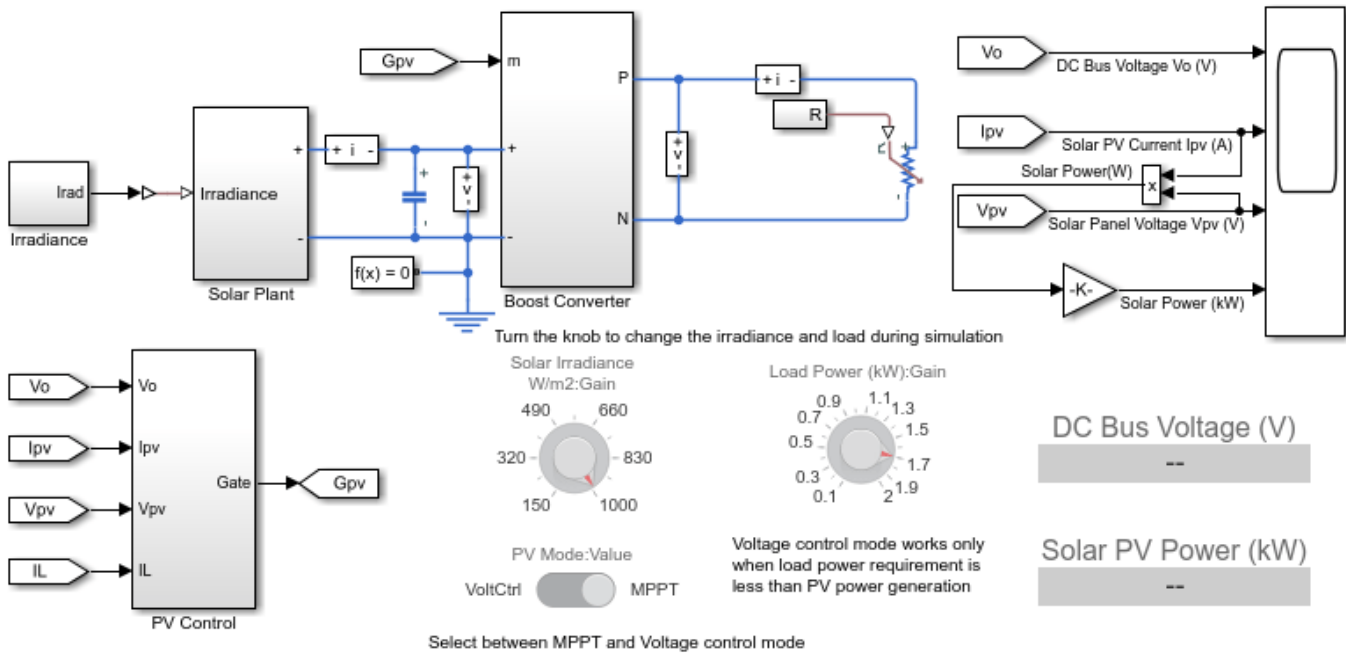 Gpv
m
P
N
+
-
Boost Converter
+ i -
+
v
-
+ i -
R
+
-
Irad
Irradiance
Irradiance
+
-
Solar Plant
+ i -
+
-
+
v
-
f(x) = 0
Vo
DC Bus Voltage Vo (V)
Ipv
Solar PV Current Ipv (A)
Solar Power(W)
x
Vpv
Solar Panel Voltage Vpv (V)
-K-
Solar Power (kW)
Turn the knob to change the irradiance and load during simulation
Vo
Ipv
Vpv
IL
Vo
Ipv
Vpv
IL
Gate
Gpv
PV Control
Solar Irradiance
W/m2:Gain
150
320
490
660
830
1000
Load Power (kW):Gain
0.1
0.3
0.5
0.7
0.9
1.1
1.3
1.5
1.7
1.9
2
DC Bus Voltage (V)
--
PV Mode:Value
VoltCtrl
MPPT
Voltage control mode works only
when load power requirement is
less than PV power generation
Solar PV Power (kW)
--
Select between MPPT and Voltage control mode